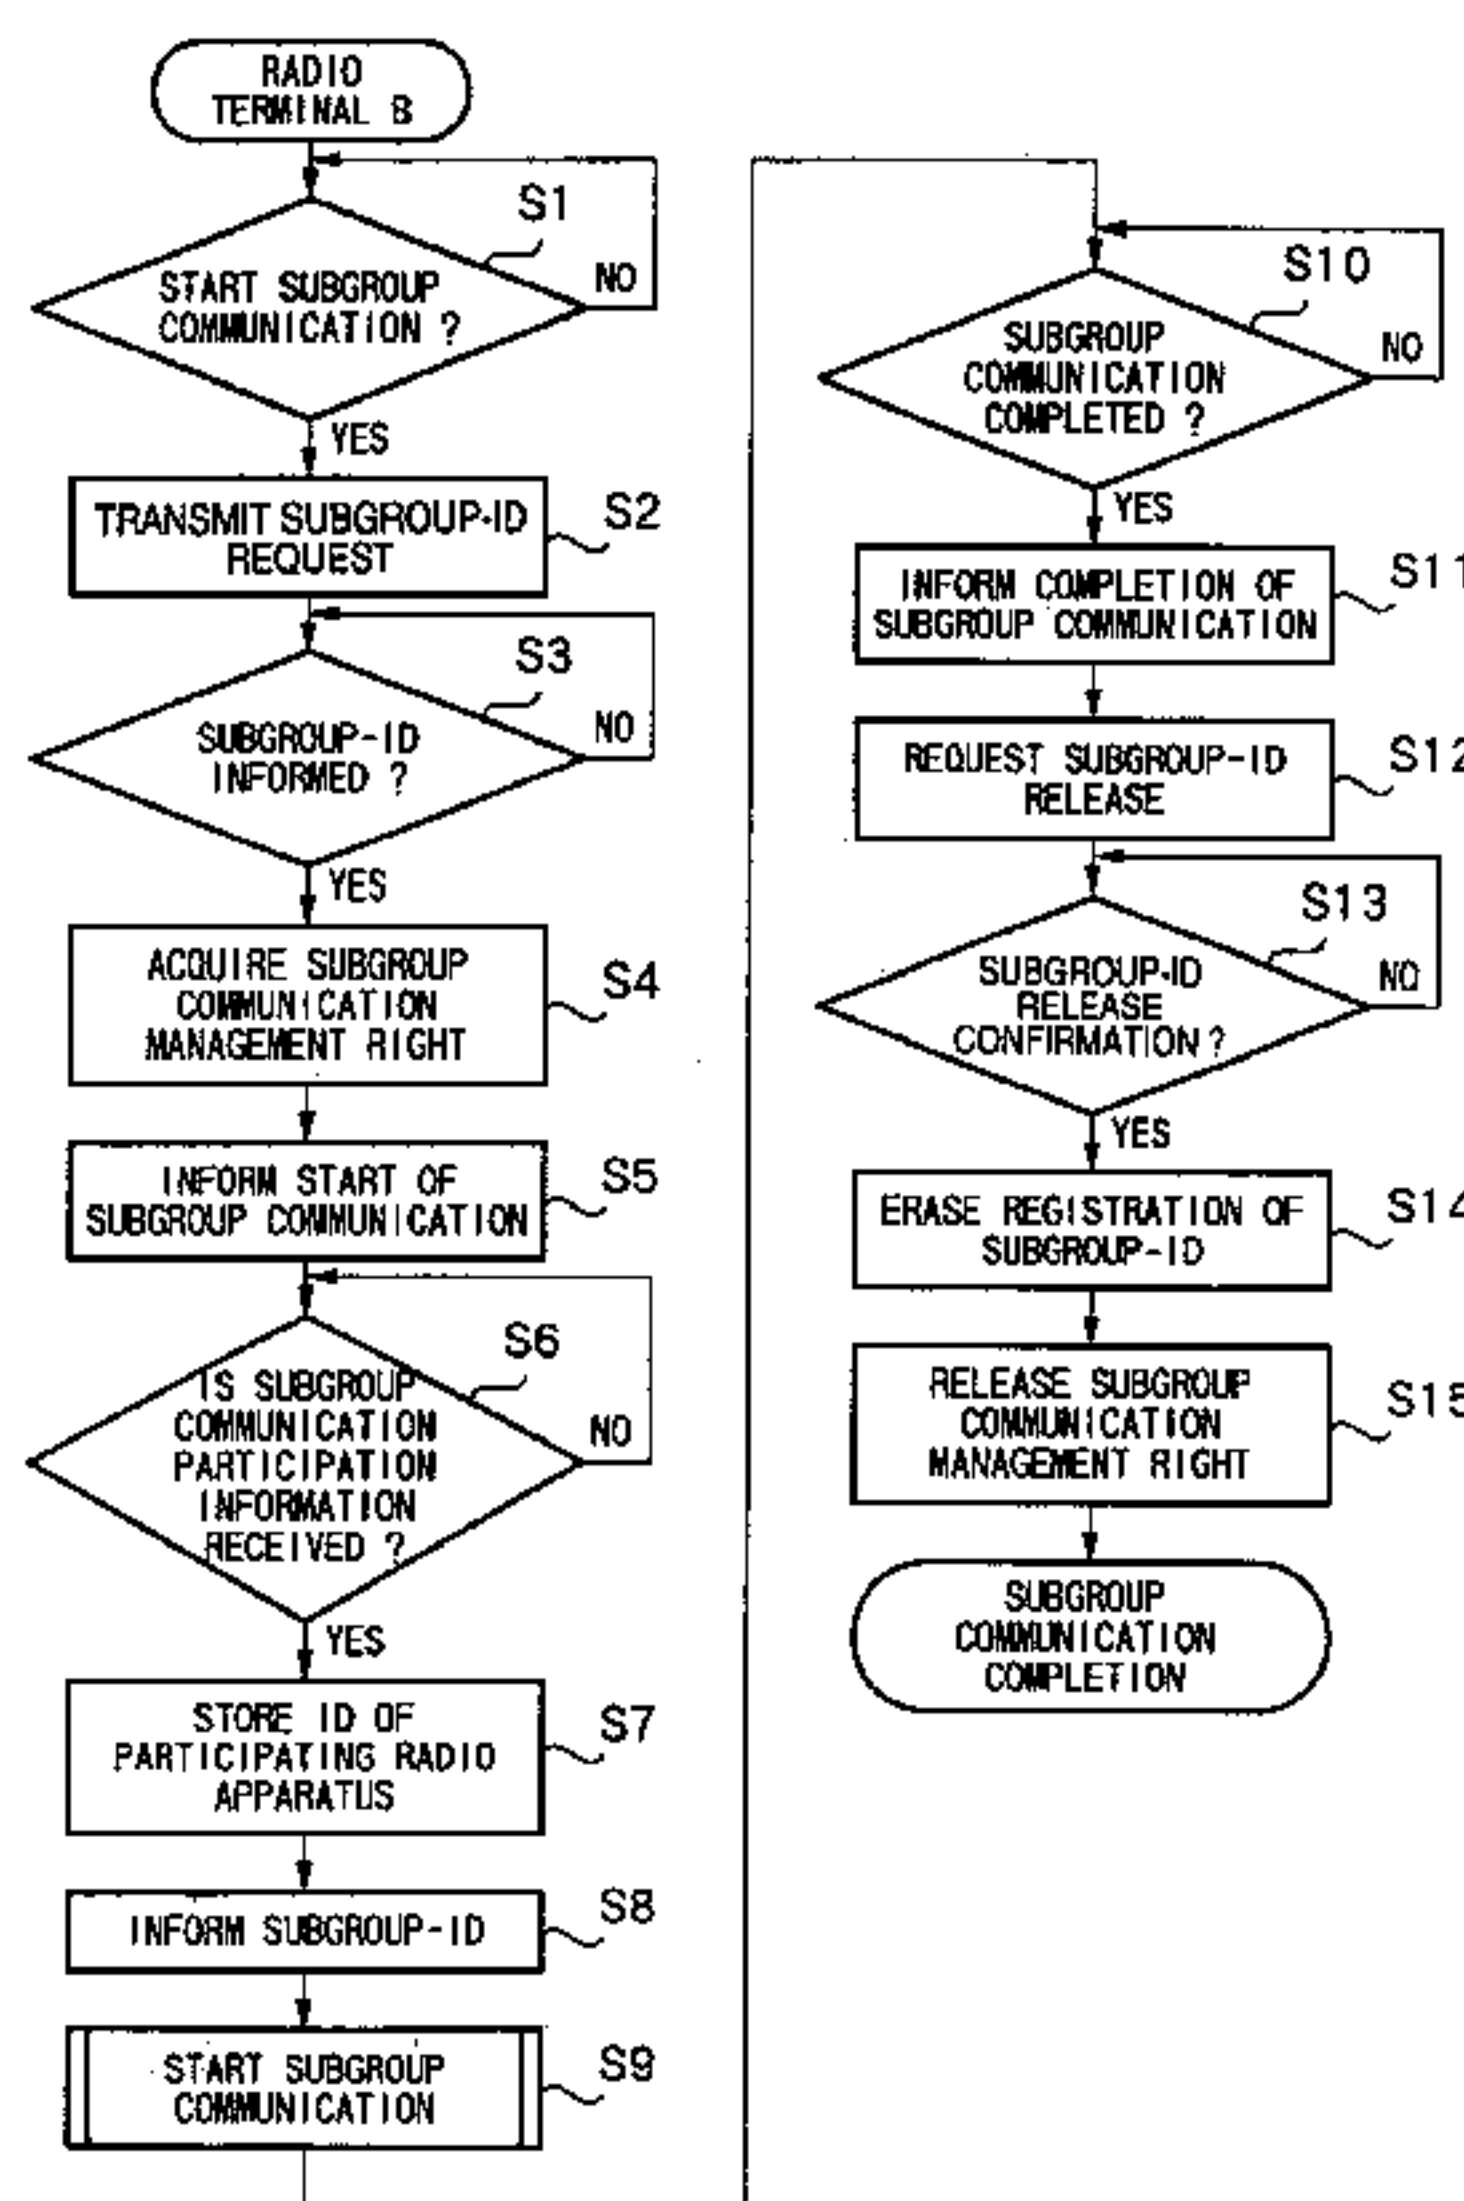 RADIO
TERMINAL B
S1
START SUBGROUP
COMMUNICATION ?
NO
YES
TRANSMIT SUBGROUP-ID
REQUEST
S2
S3
SUBGROUP-ID
INFORMED ?
NO
YES
ACQUIRE SUBGROUP
COMMUNICATION
MANAGEMENT RIGHT
S4
INFORM START OF
SUBGROUP COMMUNICATION
S5
S6
IS SUBGROUP
COMMUNICATION
PARTICIPATION
INFORMATION
RECEIVED ?
NO
YES
STORE ID OF
PARTICIPATING RADIO
APPARATUS
S7
INFORM SUBGROUP-ID
S8
START SUBGROUP
COMMUNICATION
S9
S10
SUBGROUP
COMMUNICATION
COMPLETED ?
NO
YES
INFORM COMPLETION OF
SUBGROUP COMMUNICATION
S11
REQUEST SUBGROUP-ID
RELEASE
S12
S13
SUBGROUP-ID
RELEASE
CONFIRMATION ?
NO
YES
ERASE REGISTRATION OF
SUBGROUP-ID
S14
RELEASE SUBGROUP
COMMUNICATION
MANAGEMENT RIGHT
S15
SUBGROUP
COMMUNICATION
COMPLETION